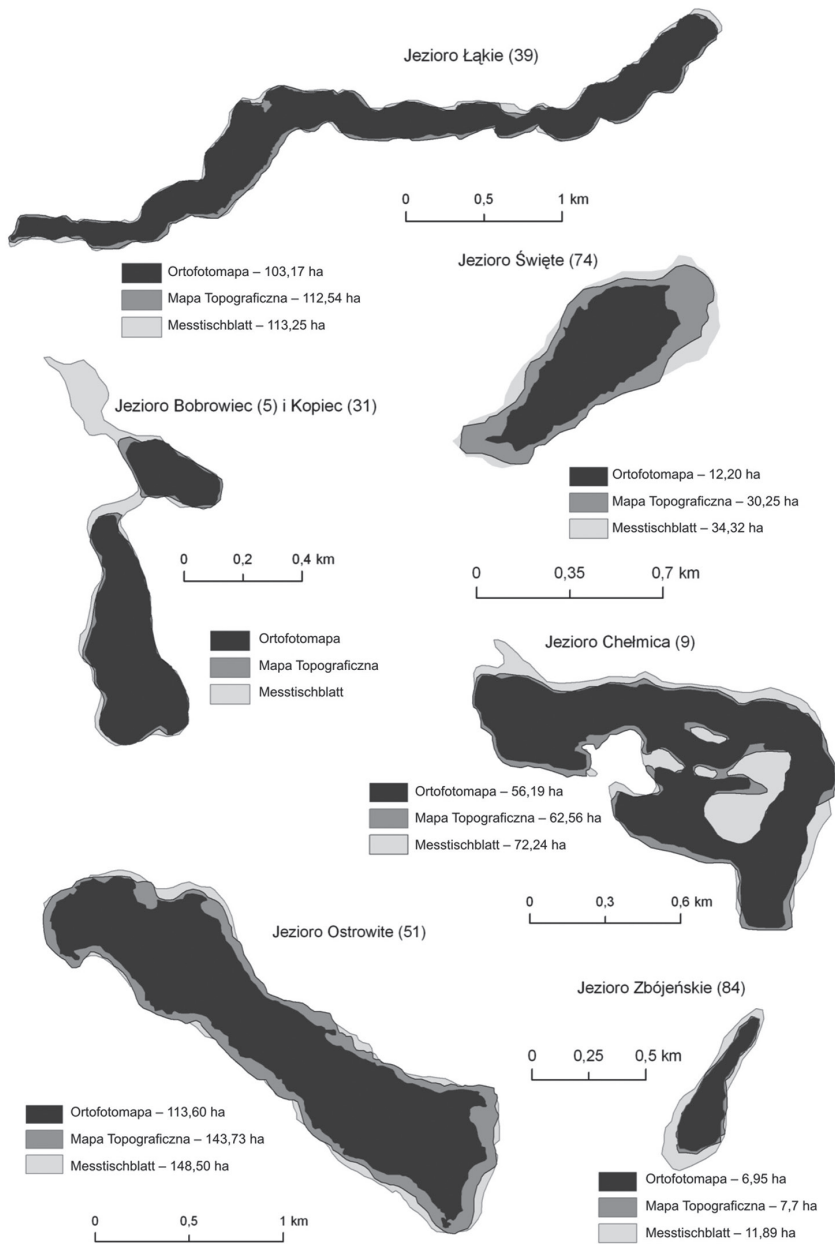 Jezioro Łąkie (39)
0 0,5 1 km
Ortofotomapa – 103,17 ha
Mapa Topograficzna – 112,54 ha
Messtischblatt – 113,25 ha
Jezioro Święte (74)
Ortofotomapa – 12,20 ha
Mapa Topograficzna – 30,25 ha
Messtischblatt – 34,32 ha
0 0,35 0,7 km
Jezioro Bobrowiec (5) i Kopiec (31)
0 0,2 0,4 km
Ortofotomapa
Mapa Topograficzna
Messtischblatt
Jezioro Chełmica (9)
Ortofotomapa – 56,19 ha
Mapa Topograficzna – 62,56 ha
Messtischblatt – 72,24 ha
0 0,3 0,6 km
Jezioro Ostrowite (51)
Ortofotomapa – 113,60 ha
Mapa Topograficzna – 143,73 ha
Messtischblatt – 148,50 ha
0 0,5 1 km
Jezioro Zbójeńskie (84)
0 0,25 0,5 km
Ortofotomapa – 6,95 ha
Mapa Topograficzna – 7,7 ha
Messtischblatt – 11,89 ha